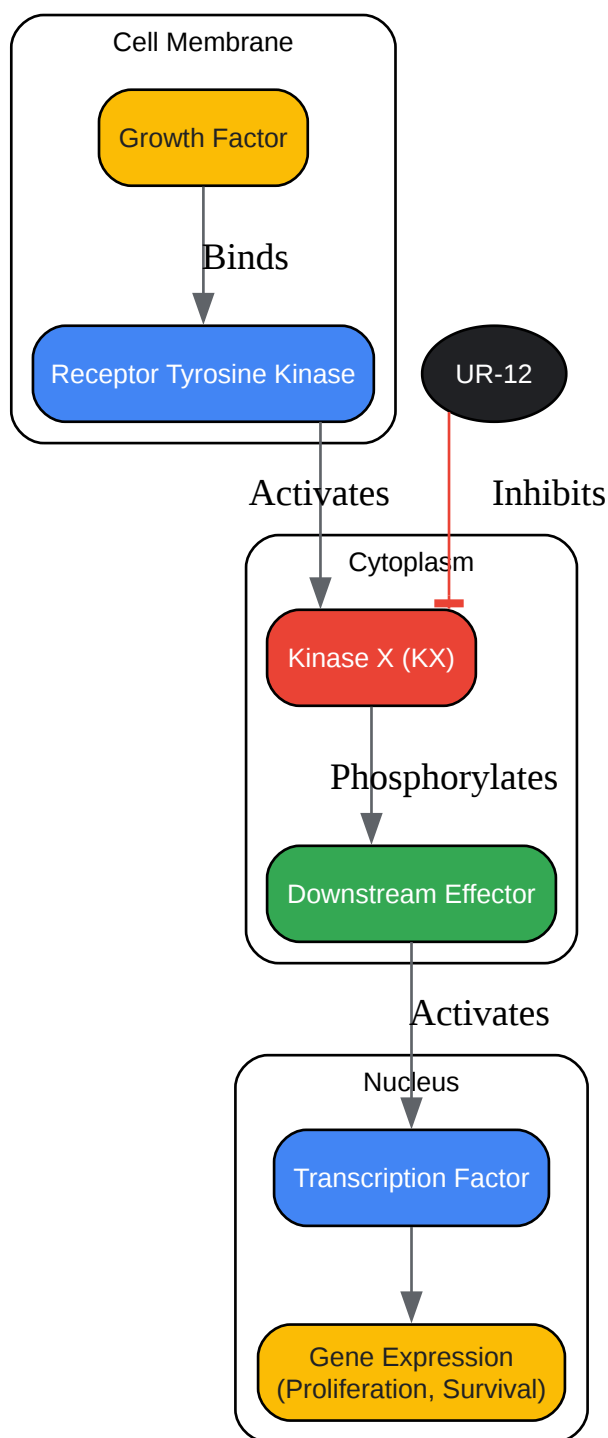 Cell Membrane
Growth Factor
Binds
Receptor Tyrosine Kinase
UR-12
Activates
Inhibits
Cytoplasm
Kinase X (KX)
Phosphorylates
Downstream Effector
Activates
Nucleus
Transcription Factor
Gene Expression
(Proliferation, Survival)